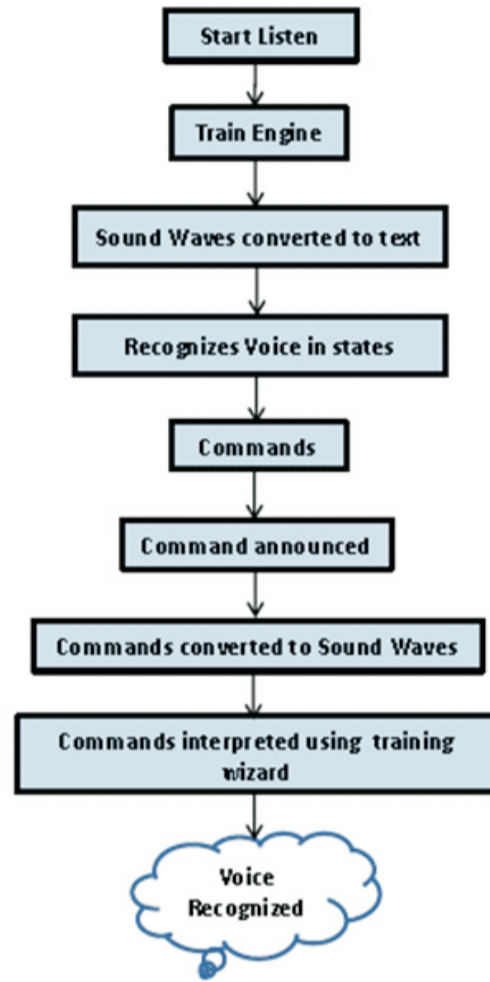 Start Listen
Train Engine
Sound Waves converted to text
Recognizes Voice in states
Commands
Command announced
Commands converted to Sound Waves
Commands interpreted using training
wizard
Voice
Recognized